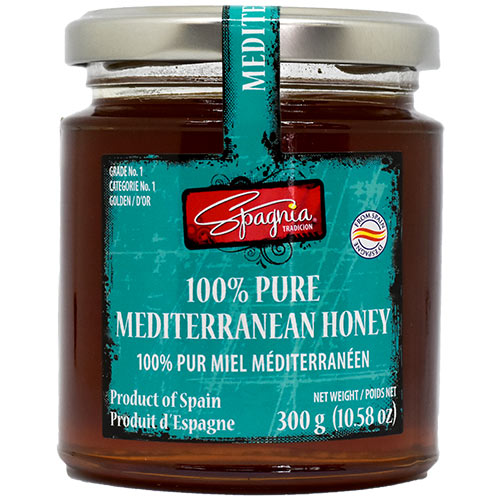 MEDITE
GRADE No. 1
CATEGORIE No. 1
GOLDEN / D'OR
Spagnia
TRADICION
®
FROM SPAIN
D'ESPAGNE
100% PURE
MEDITERRANEAN HONEY
100% PUR MIEL MÉDITERRANÉEN
Product of Spain
Produit d'Espagne
NET WEIGHT / POIDS NET
300 g (10.58 oz)